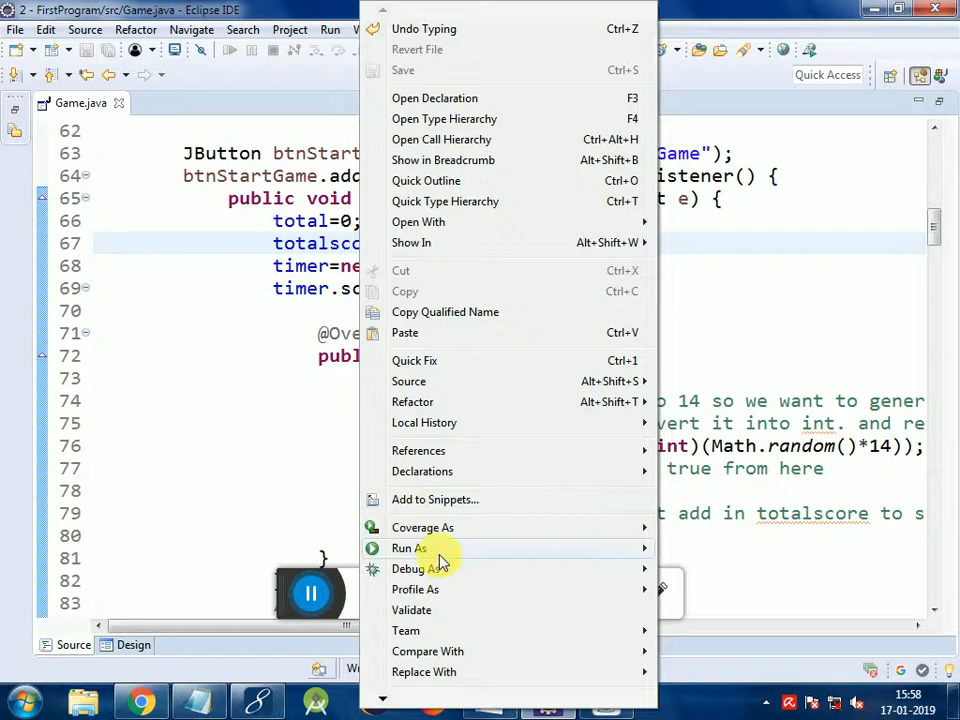 2 - FirstProgram/src/Game.java - Eclipse IDE
File Edit Source Refactor Navigate Search Project Run
Quick Access
Game.java
62
63 JButton btnStart Game");
64 btnStartGame.add istener() {
65 public void t e) {
66 total=0;
67 totalsco
68 timer=ne
69 timer.sc
70
71 @Ove
72 publ
73
74 o 14 so we want to gener
75 vert it into int. and re
76 int)(Math.random()*14));
77 true from here
78
79 t add in totalscore to s
80
81 }
82
83
Undo Typing Ctrl+Z
Revert File
Save Ctrl+S
Open Declaration F3
Open Type Hierarchy F4
Open Call Hierarchy Ctrl+Alt+H
Show in Breadcrumb Alt+Shift+B
Quick Outline Ctrl+O
Quick Type Hierarchy Ctrl+T
Open With
Show In Alt+Shift+W
Cut Ctrl+X
Copy Ctrl+C
Copy Qualified Name
Paste Ctrl+V
Quick Fix Ctrl+1
Source Alt+Shift+S
Refactor Alt+Shift+T
Local History
References
Declarations
Add to Snippets...
Coverage As
Run As
Debug As
Profile As
Validate
Team
Compare With
Replace With
Source Design
15:58
17-01-2019